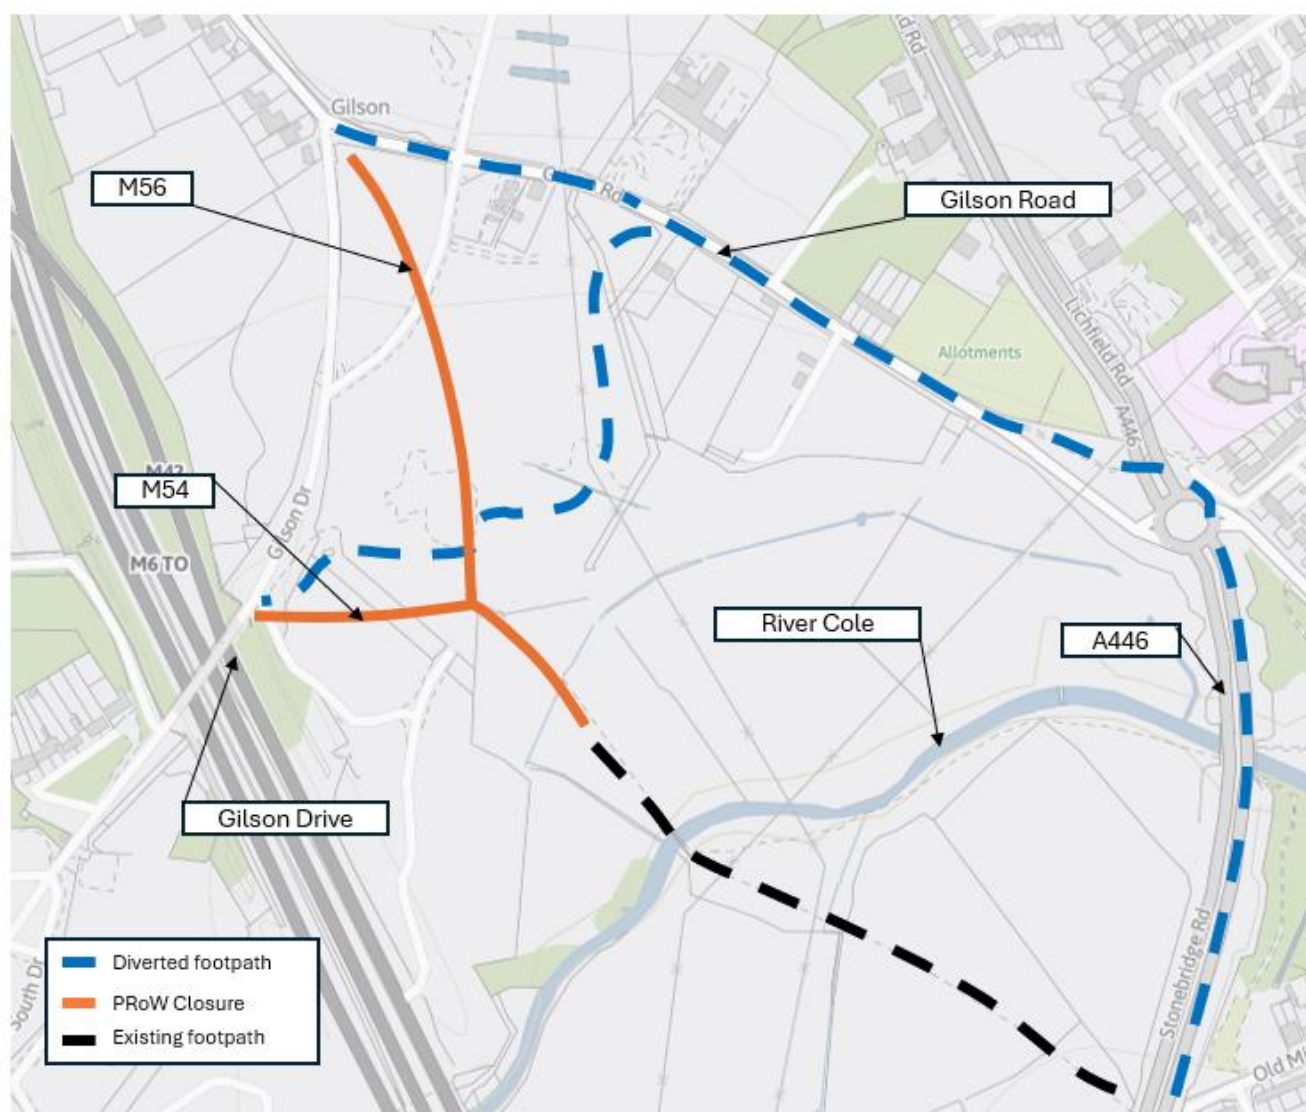 Gilson
M56
Gilson Road
Lichfield Rd
Allotments
A446
M42
M54
Gilson Dr
M6 TO
River Cole
A446
Gilson Drive
Stonebridge Rd
South Dr
Diverted footpath
PRoW Closure
Existing footpath